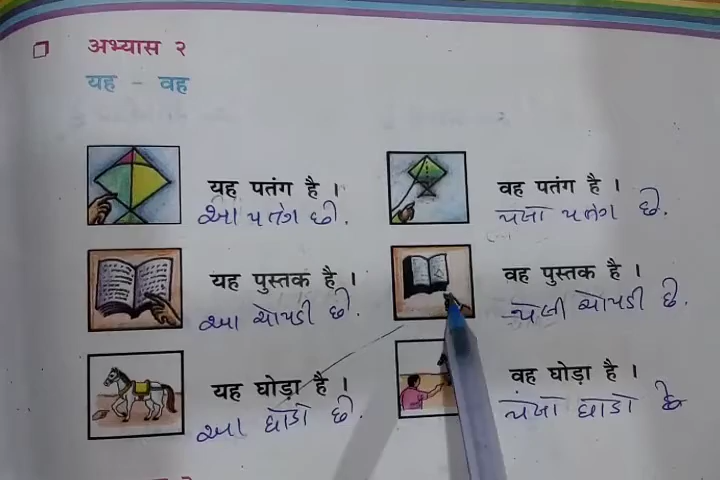 अभ्यास २
यह - वह
यह पतंग है ।
આ પતંગ છે.
वह पतंग है ।
પતંગ છે.
यह पुस्तक है ।
આ ચોપડી છે.
वह पुस्तक है ।
પેલી ચોપડી છે.
यह घोड़ा है ।
આ ઘોડો છે.
वह घोड़ा है ।
ઘોડો છે